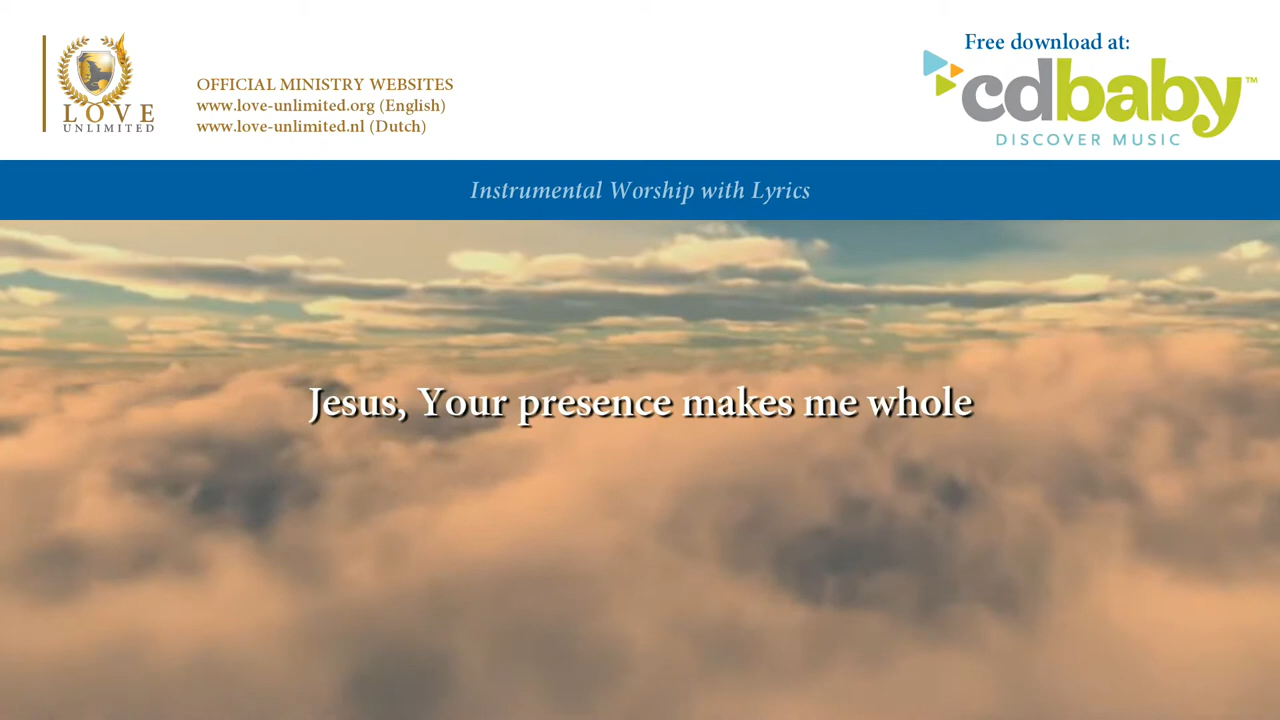 LOVE
UNLIMITED
OFFICIAL MINISTRY WEBSITES
www.love-unlimited.org (English)
www.love-unlimited.nl (Dutch)
Free download at:
cdbaby™
DISCOVER MUSIC
Instrumental Worship with Lyrics
Jesus, Your presence makes me whole